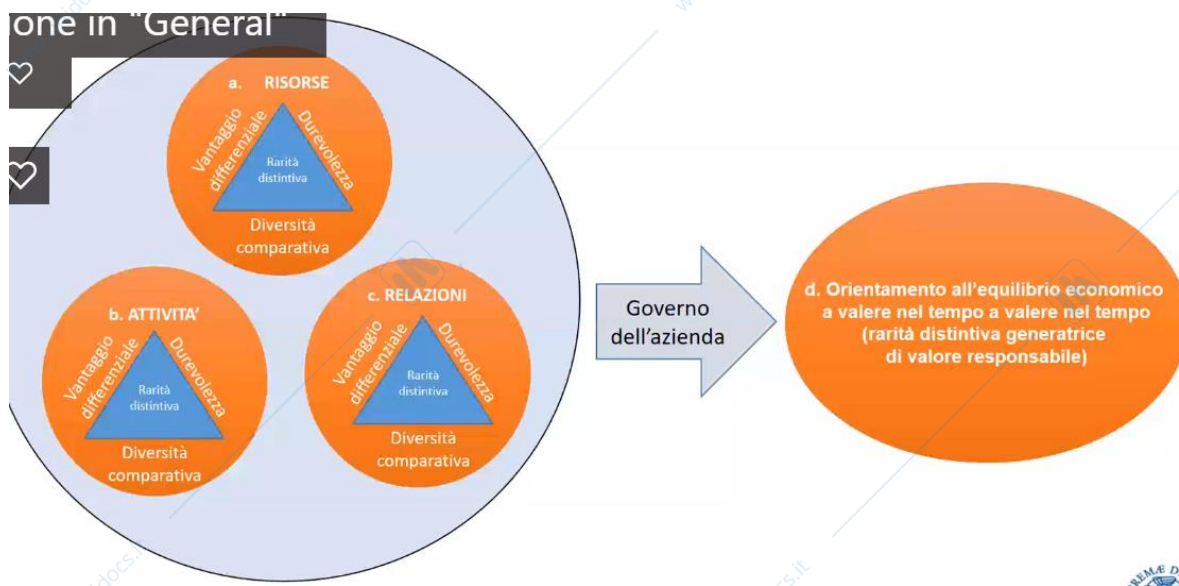 one in "General"
a. RISORSE
Vantaggio
differenziale
Durevolezza
Rarità
distintiva
Diversità
comparativa
b. ATTIVITA'
Vantaggio
differenziale
Durevolezza
Rarità
distintiva
Diversità
comparativa
c. RELAZIONI
Vantaggio
differenziale
Durevolezza
Rarità
distintiva
Diversità
comparativa
Governo
dell'azienda
d. Orientamento all'equilibrio economico
a valere nel tempo a valere nel tempo
(rarità distintiva generatrice
di valore responsabile)